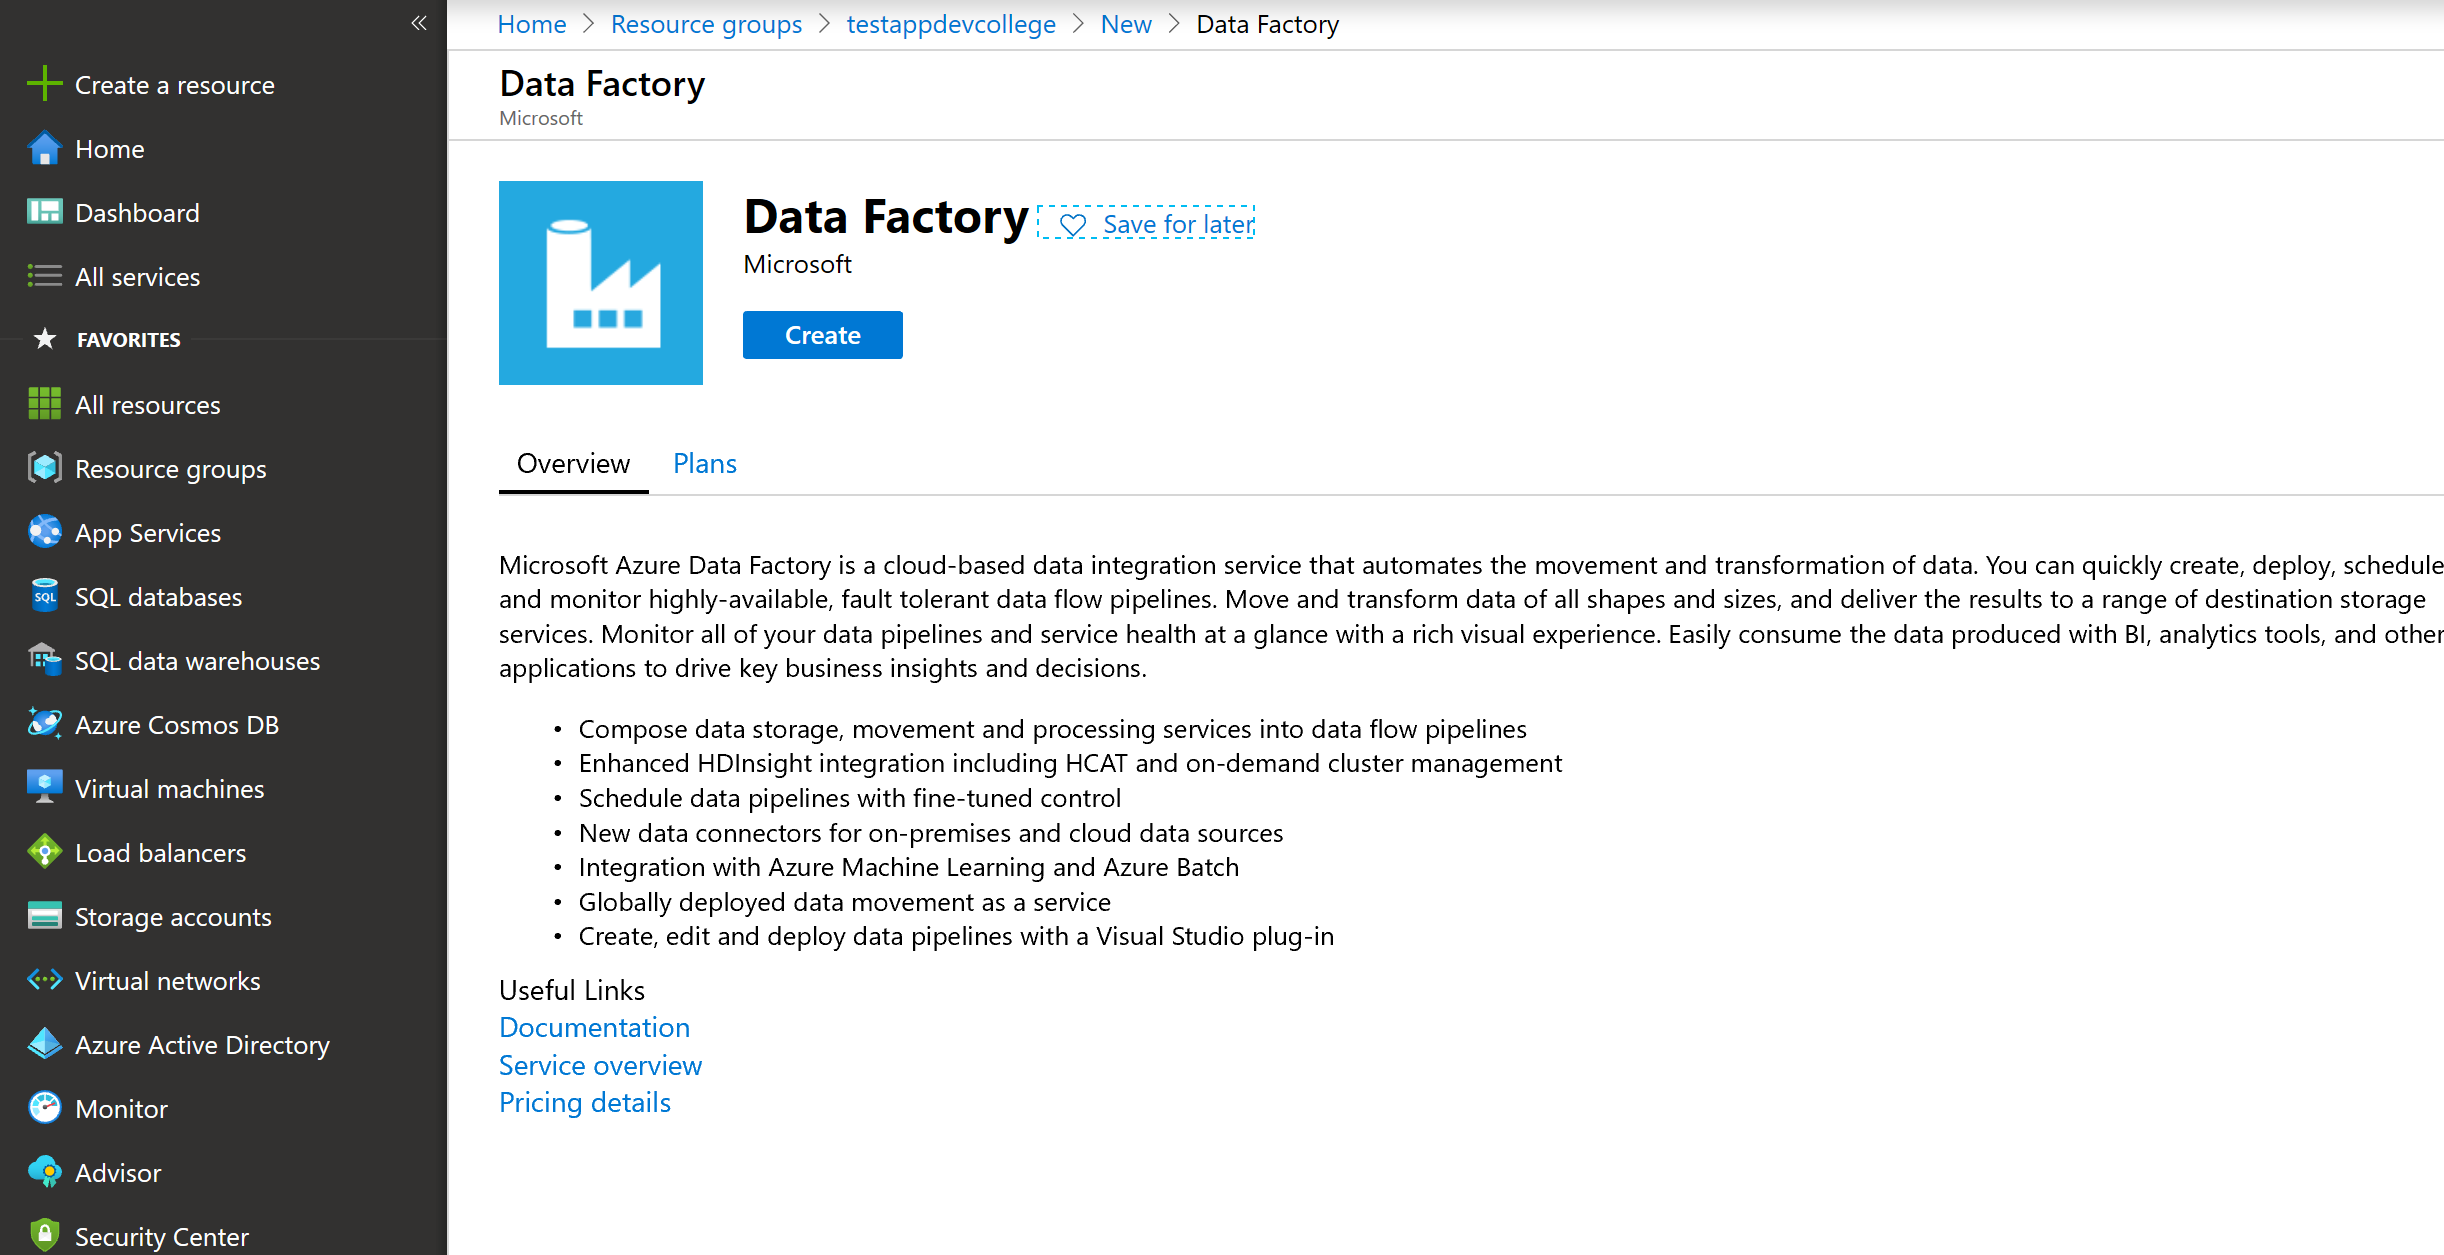 Create a resource
Home
Dashboard
All services
FAVORITES
All resources
Resource groups
App Services
SQL
SQL databases
SQL data warehouses
Azure Cosmos DB
Virtual machines
Load balancers
Storage accounts
Virtual networks
Azure Active Directory
Monitor
Advisor
Security Center
Home > Resource groups > testappdevcollege > New > Data Factory
Data Factory
Microsoft
Data Factory Save for later
Microsoft
Create
Overview Plans
Microsoft Azure Data Factory is a cloud-based data integration service that automates the movement and transformation of data. You can quickly create, deploy, schedule
and monitor highly-available, fault tolerant data flow pipelines. Move and transform data of all shapes and sizes, and deliver the results to a range of destination storage
services. Monitor all of your data pipelines and service health at a glance with a rich visual experience. Easily consume the data produced with BI, analytics tools, and other
applications to drive key business insights and decisions.
• Compose data storage, movement and processing services into data flow pipelines
• Enhanced HDInsight integration including HCAT and on-demand cluster management
• Schedule data pipelines with fine-tuned control
• New data connectors for on-premises and cloud data sources
• Integration with Azure Machine Learning and Azure Batch
• Globally deployed data movement as a service
• Create, edit and deploy data pipelines with a Visual Studio plug-in
Useful Links
Documentation
Service overview
Pricing details